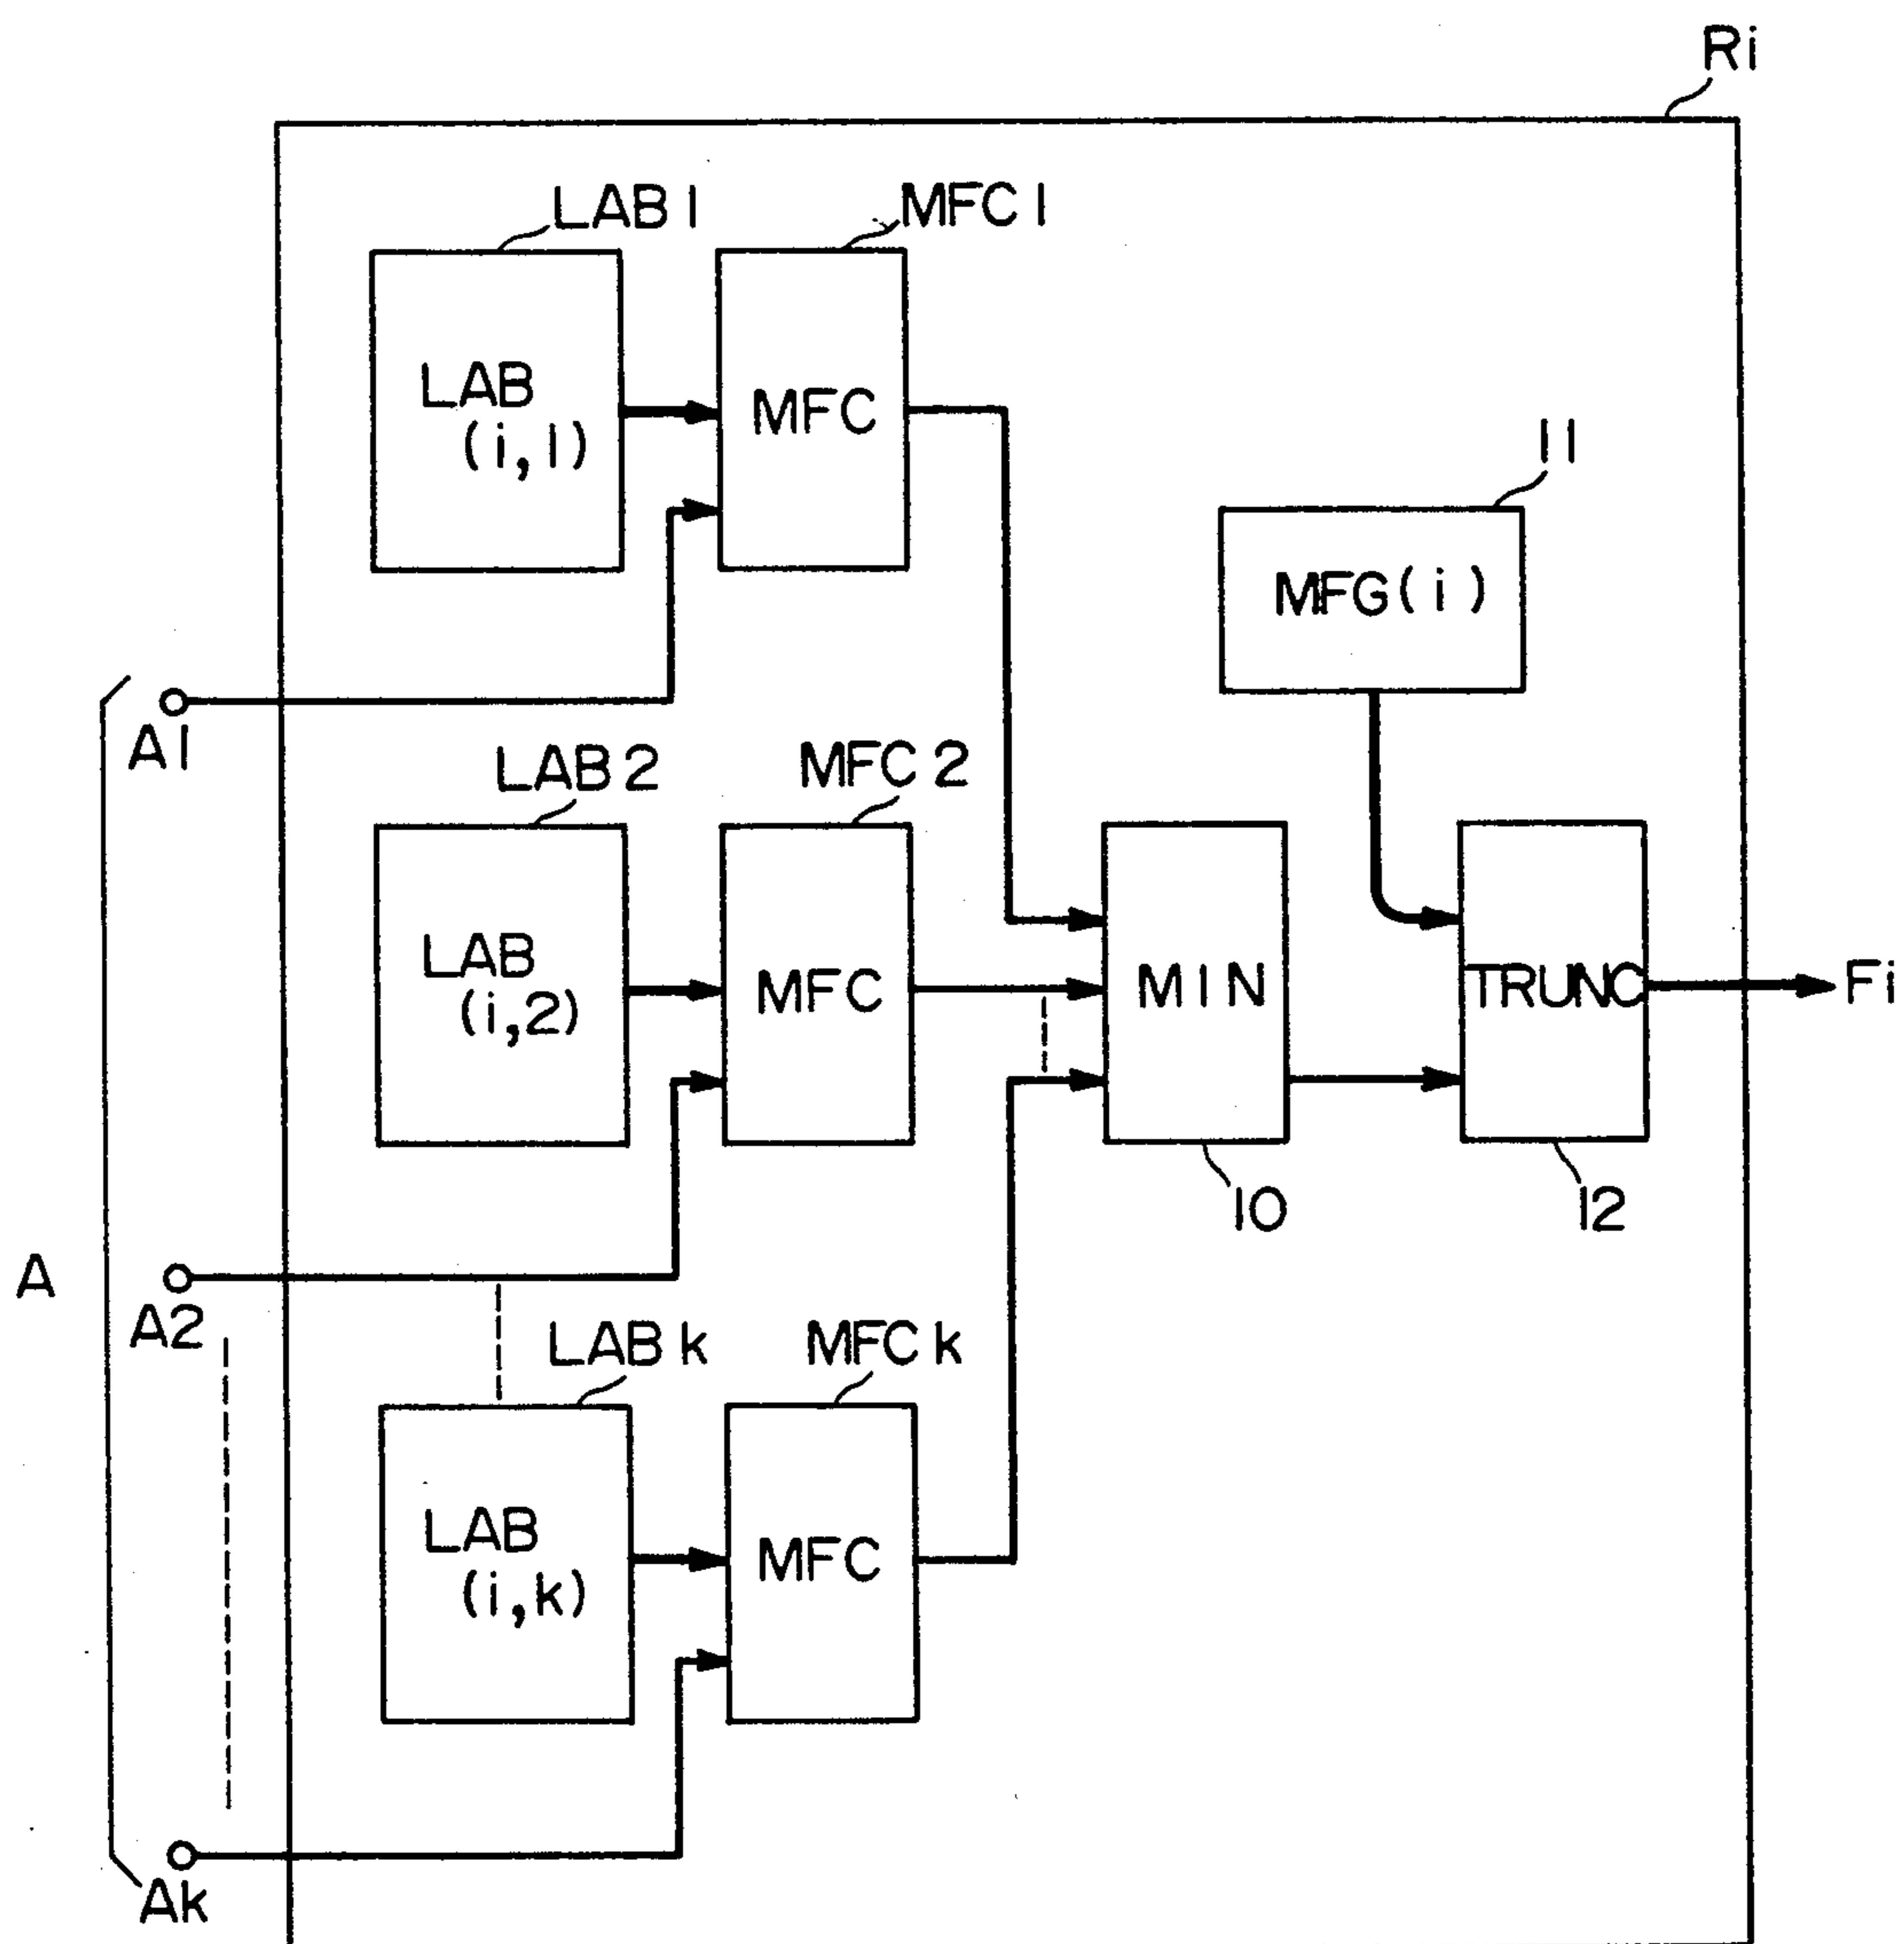 Ri
LAB 1
MFC 1
LAB
(i,1)
MFC
11
MFG(i)
A1
LAB 2
MFC 2
LAB
(i,2)
MFC
MIN
TRUNC
Fi
10
12
A
A2
LAB k
MFC k
LAB
(i,k)
MFC
Ak